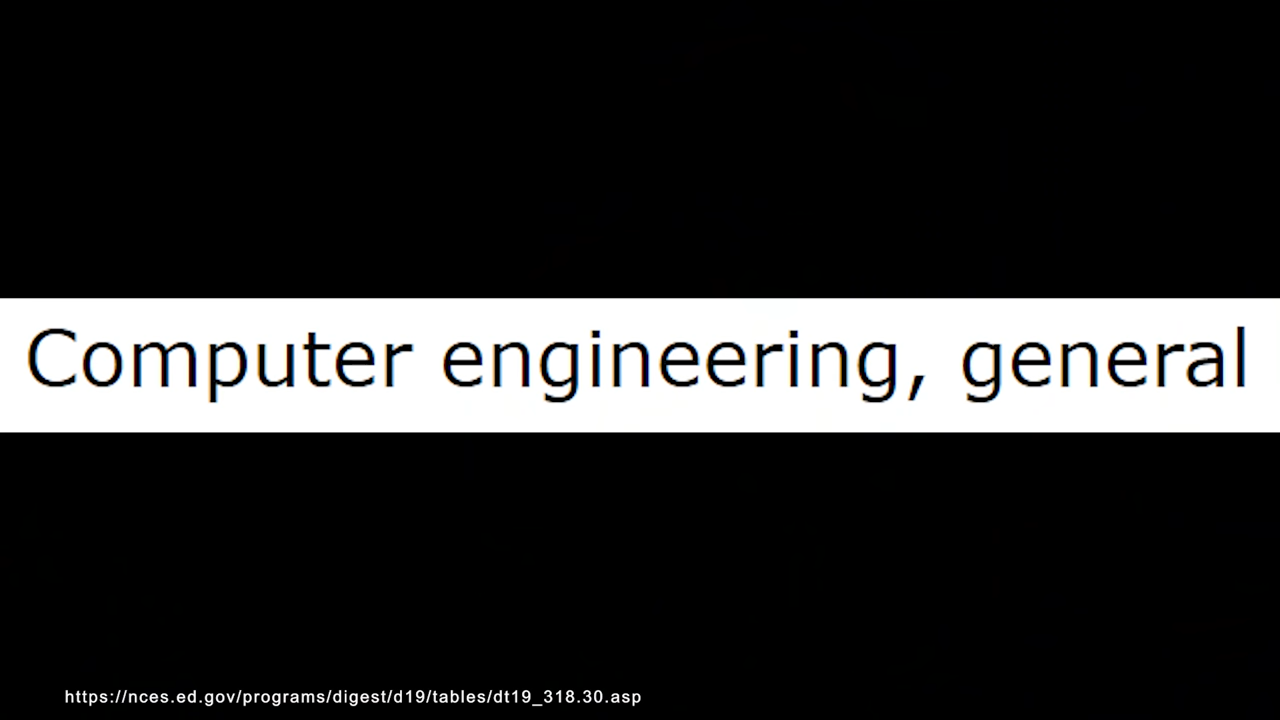 Computer engineering, general
https://nces.ed.gov/programs/digest/d19/tables/dt19_318.30.asp